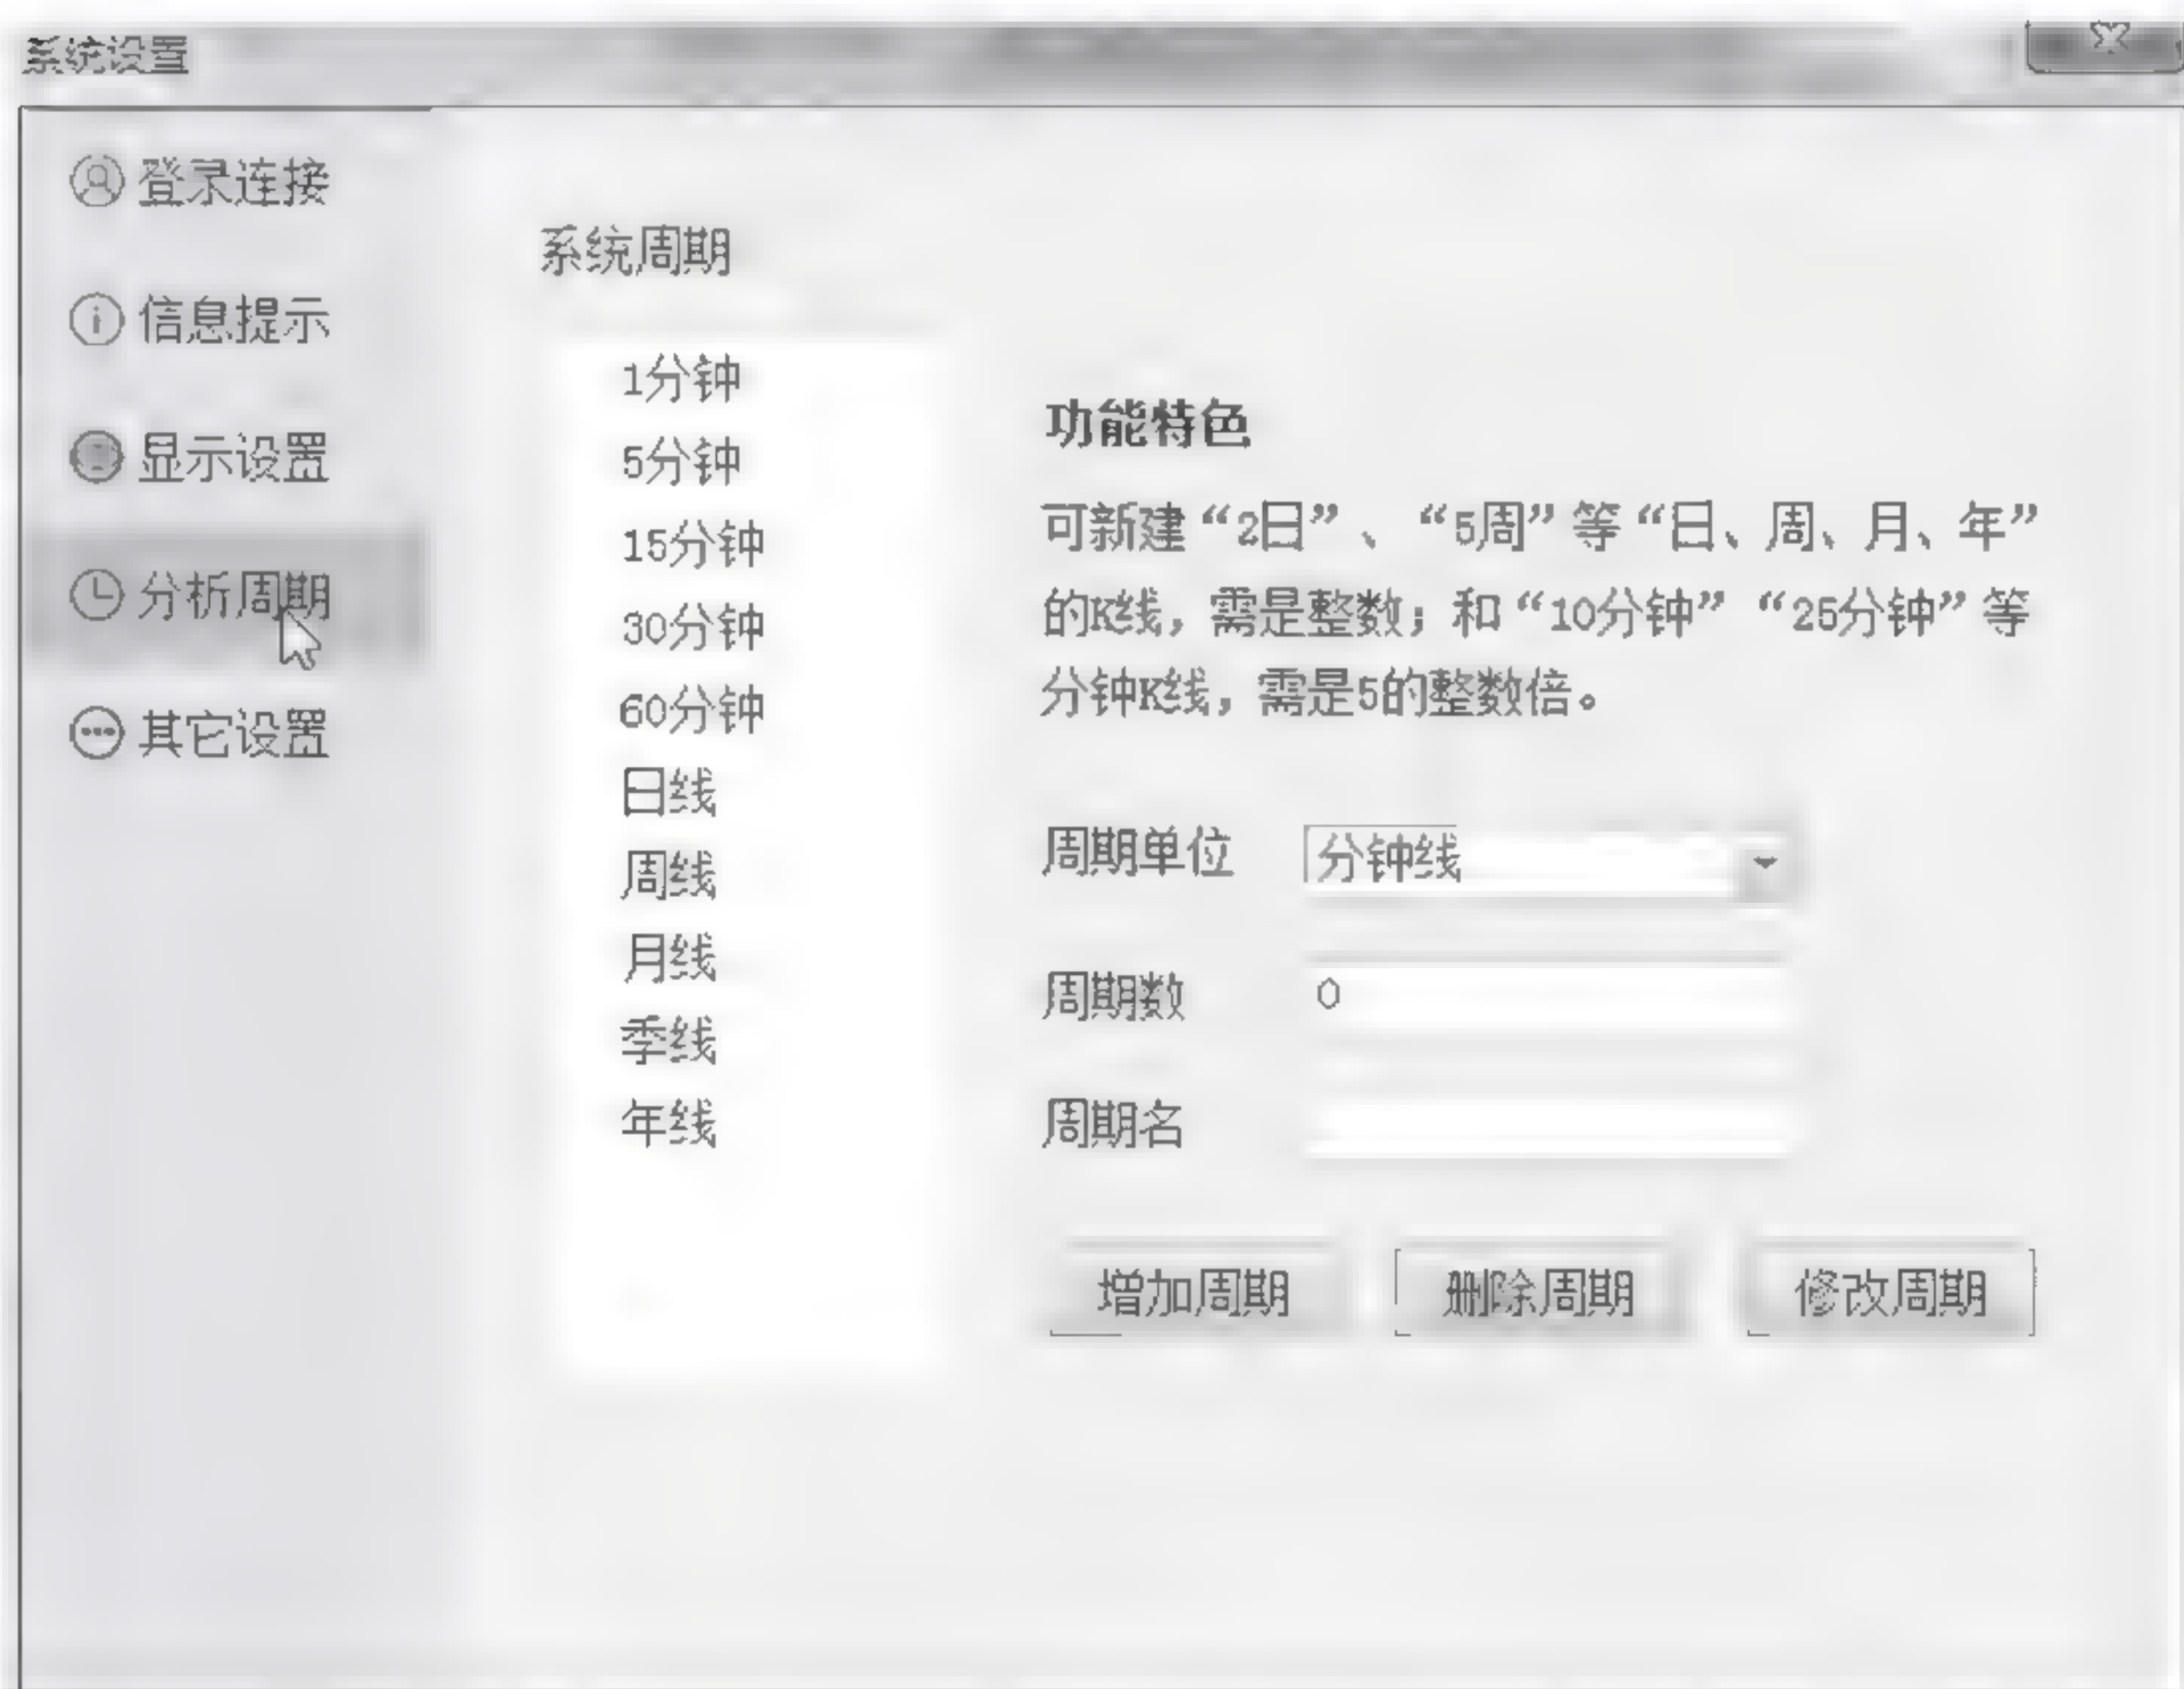 系统设置
登录连接
信息提示
显示设置
分析周期
其它设置
系统周期
1分钟
5分钟
15分钟
30分钟
60分钟
日线
周线
月线
季线
年线
功能特色
可新建“2日”、“5周”等“日、周、月、年”
的K线，需是整数；和“10分钟”“25分钟”等
分钟K线，需是5的整数倍。
周期单位 分钟线
周期数 0
周期名
增加周期 删除周期 修改周期